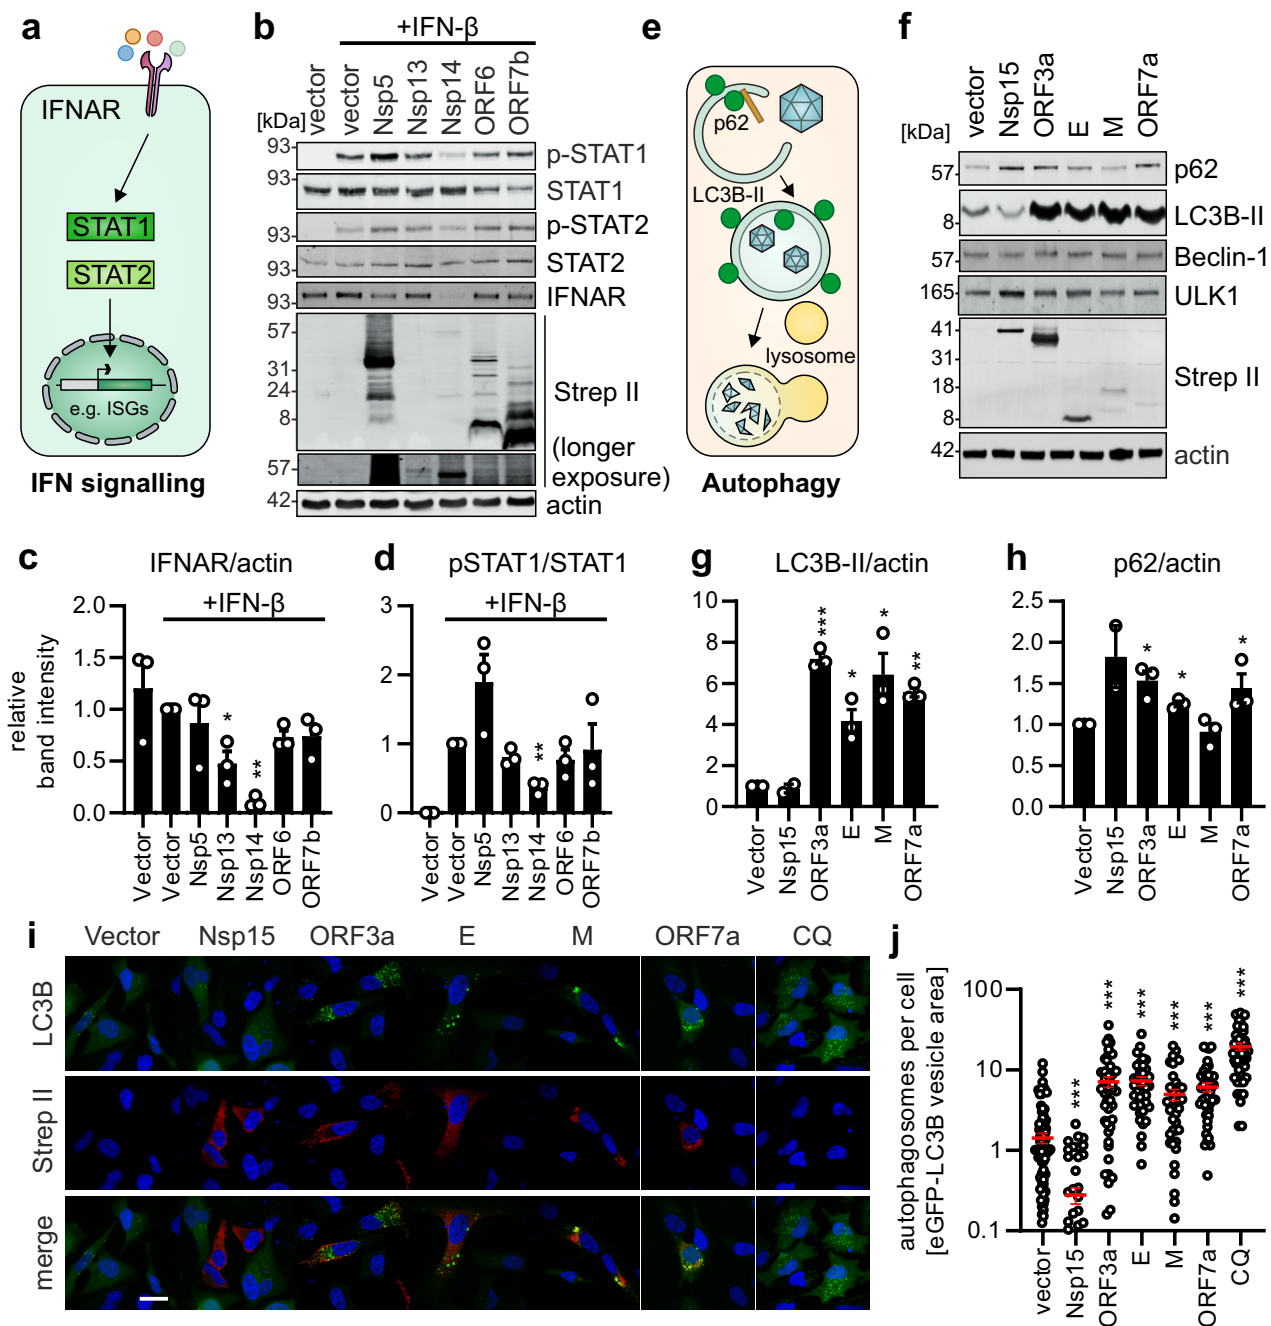 a
IFNAR
STAT1
STAT2
e.g. ISGs
IFN signalling
b
+IFN-β
vector
vector
Nsp5
Nsp13
Nsp14
ORF6
ORF7b
[kDa]
93- p-STAT1
93- STAT1
93- p-STAT2
93- STAT2
93- IFNAR
57-
31-
24-
8-
Strep II
57-
(longer
exposure)
42- actin
e
p62
LC3B-II
lysosome
Autophagy
f
vector
Nsp15
ORF3a
E
M
ORF7a
[kDa]
57- p62
8- LC3B-II
57- Beclin-1
165- ULK1
41-
31-
18-
8-
Strep II
42- actin
c
IFNAR/actin
+IFN-β
relative
band intensity
2.0
1.5
1.0
0.5
0.0
*
**
Vector
Vector
Nsp5
Nsp13
Nsp14
ORF6
ORF7b
d
pSTAT1/STAT1
+IFN-β
3
2
1
0
**
Vector
Vector
Nsp5
Nsp13
Nsp14
ORF6
ORF7b
g
LC3B-II/actin
10
8
6
4
2
0
***
*
*
**
Vector
Nsp15
ORF3a
E
M
ORF7a
h
p62/actin
2.5
2.0
1.5
1.0
0.5
0.0
*
*
*
Vector
Nsp15
ORF3a
E
M
ORF7a
i
Vector Nsp15 ORF3a E M ORF7a CQ
LC3B
Strep II
merge
j
autophagosomes per cell
[eGFP-LC3B vesicle area]
100
10
1
0.1
***
***
***
***
***
***
vector
Nsp15
ORF3a
E
M
ORF7a
CQ